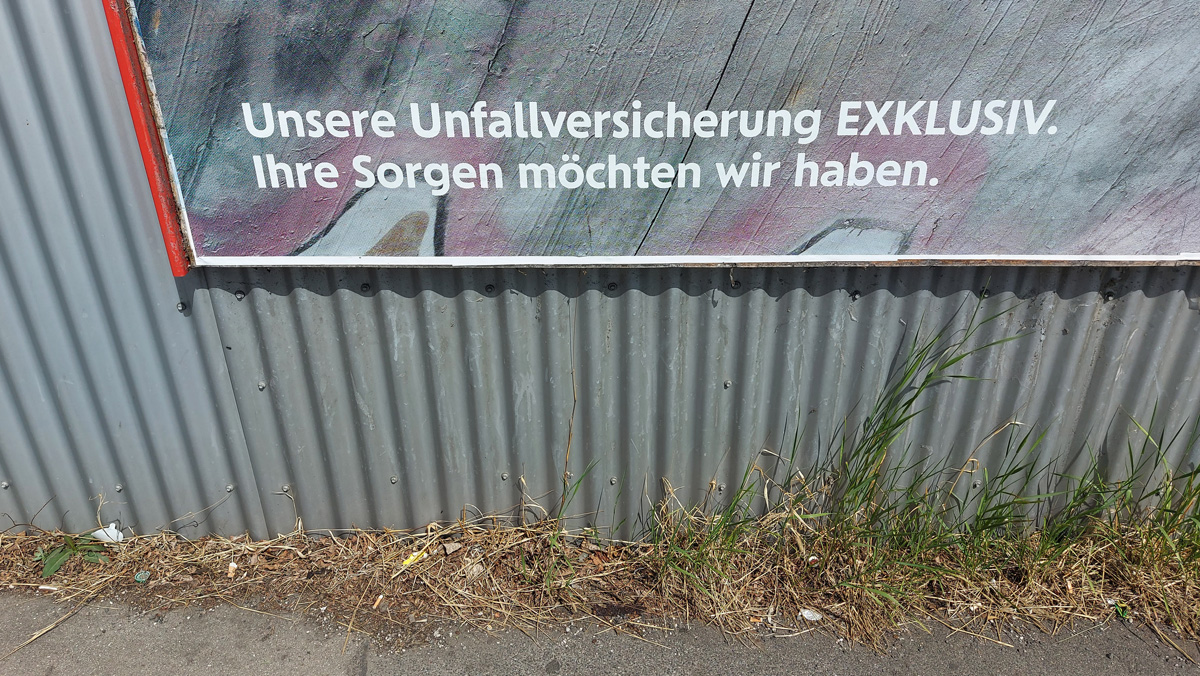 Unsere Unfallversicherung EXKLUSIV.
Ihre Sorgen möchten wir haben.